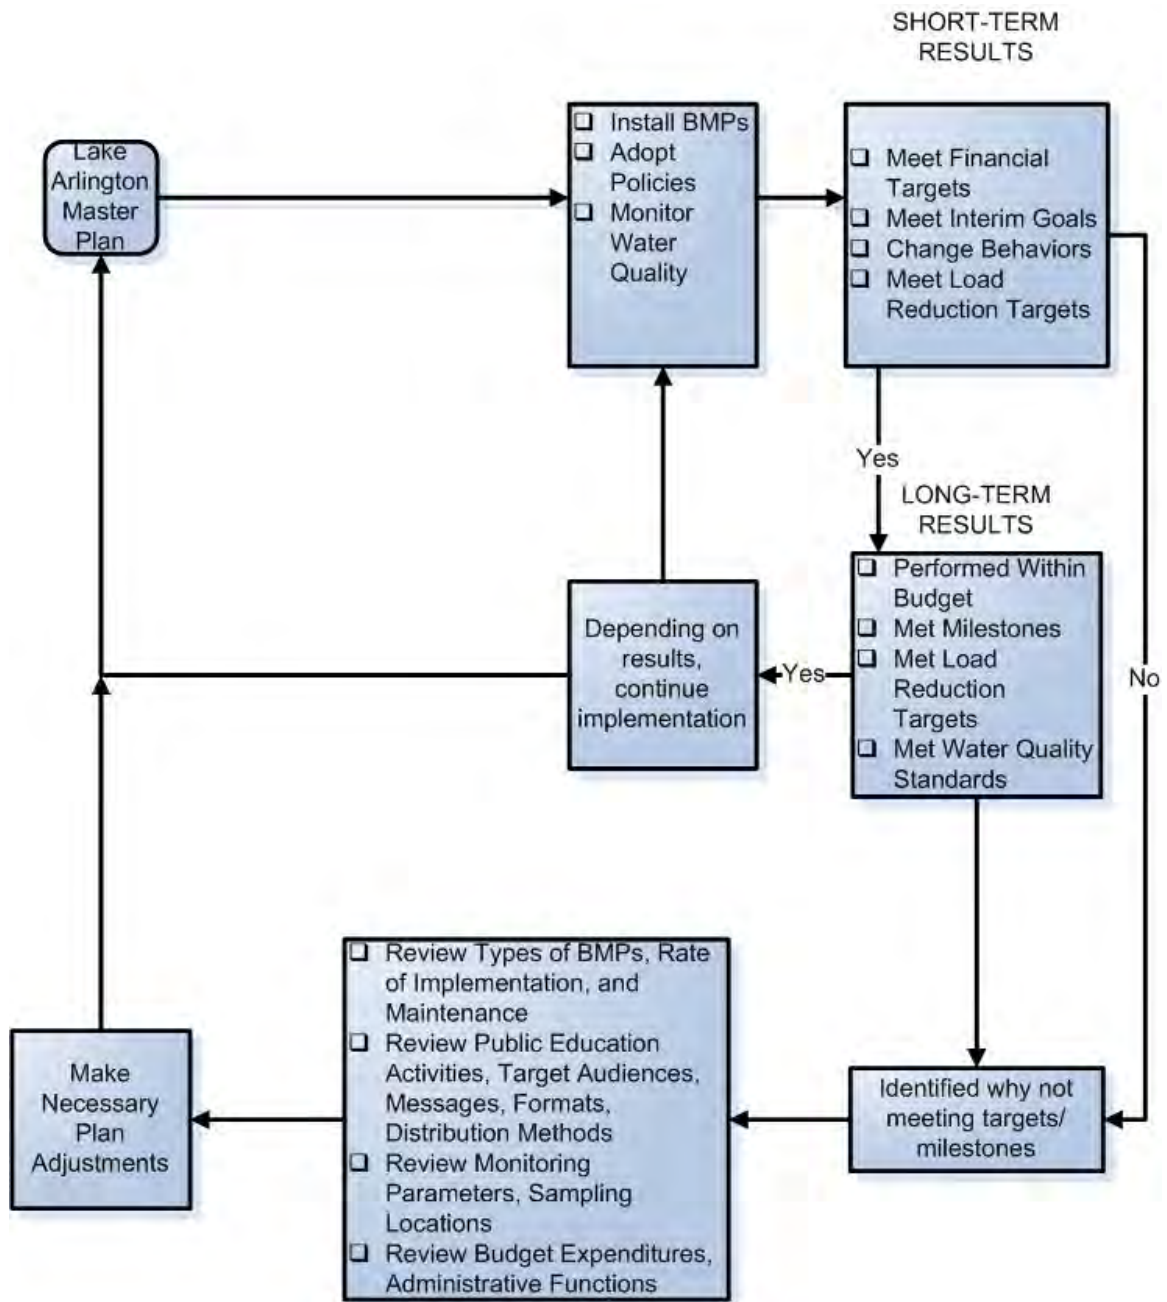 SHORT-TERM
RESULTS
Lake
Arlington
Master
Plan
❑ Install BMPs
❑ Adopt
Policies
❑ Monitor
Water
Quality
❑ Meet Financial
Targets
❑ Meet Interim Goals
❑ Change Behaviors
❑ Meet Load
Reduction Targets
Yes
No
LONG-TERM
RESULTS
❑ Performed Within
Budget
❑ Met Milestones
❑ Met Load
Reduction
Targets
❑ Met Water Quality
Standards
Yes
Depending on
results,
continue
implementation
Identified why not
meeting targets/
milestones
❑ Review Types of BMPs, Rate
of Implementation, and
Maintenance
❑ Review Public Education
Activities, Target Audiences,
Messages, Formats,
Distribution Methods
❑ Review Monitoring
Parameters, Sampling
Locations
❑ Review Budget Expenditures,
Administrative Functions
Make
Necessary
Plan
Adjustments